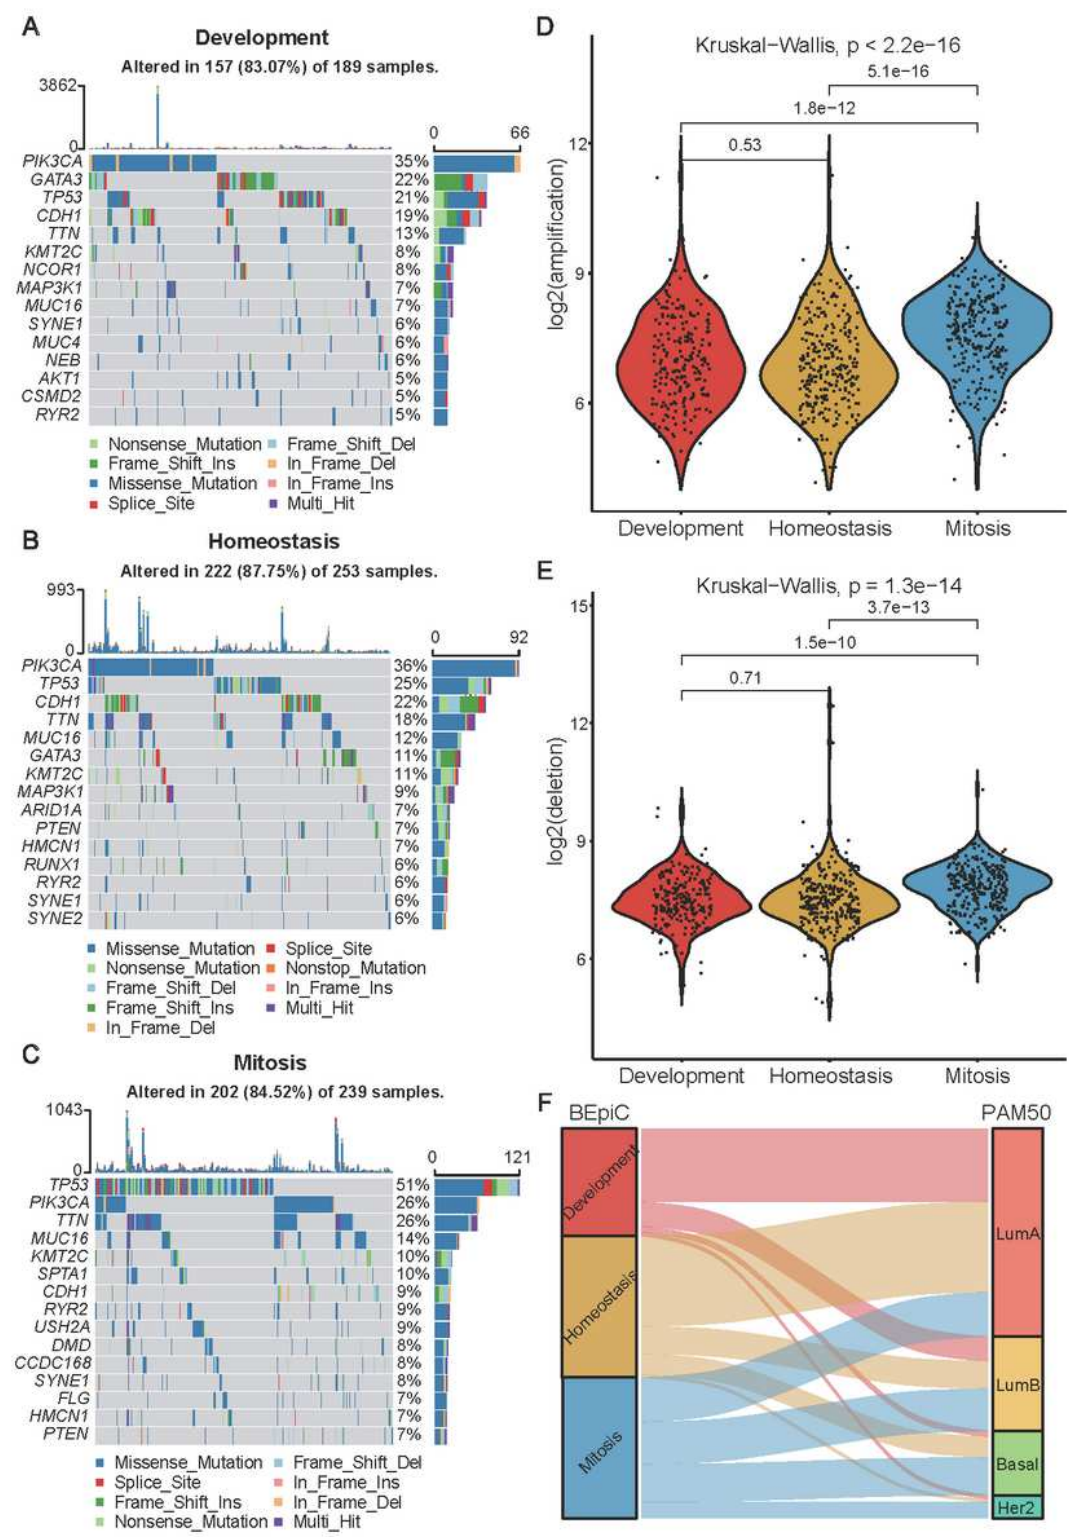 A
Development
Altered in 157 (83.07%) of 189 samples.
3862
0
0 66
PIK3CA 35%
GATA3 22%
TP53 21%
CDH1 19%
TTN 13%
KMT2C 8%
NCOR1 8%
MAP3K1 7%
MUC16 7%
SYNE1 6%
MUC4 6%
NEB 6%
AKT1 5%
CSMD2 5%
RYR2 5%
Nonsense_Mutation Frame_Shift_Del
Frame_Shift_Ins In_Frame_Del
Missense_Mutation In_Frame_Ins
Splice_Site Multi_Hit
B
Homeostasis
Altered in 222 (87.75%) of 253 samples.
993
0
0 92
PIK3CA 36%
TP53 25%
CDH1 22%
TTN 18%
MUC16 12%
GATA3 11%
KMT2C 11%
MAP3K1 9%
ARID1A 7%
PTEN 7%
HMCN1 7%
RUNX1 6%
RYR2 6%
SYNE1 6%
SYNE2 6%
Missense_Mutation Splice_Site
Nonsense_Mutation Nonstop_Mutation
Frame_Shift_Del In_Frame_Ins
Frame_Shift_Ins Multi_Hit
In_Frame_Del
C
Mitosis
Altered in 202 (84.52%) of 239 samples.
1043
0
0 121
TP53 51%
PIK3CA 26%
TTN 26%
MUC16 14%
KMT2C 10%
SPTA1 10%
CDH1 9%
RYR2 9%
USH2A 9%
DMD 8%
CCDC168 8%
SYNE1 8%
FLG 7%
HMCN1 7%
PTEN 7%
Missense_Mutation Frame_Shift_Del
Splice_Site In_Frame_Ins
Frame_Shift_Ins In_Frame_Del
Nonsense_Mutation Multi_Hit
D
Kruskal−Wallis, p < 2.2e−16
5.1e−16
1.8e−12
0.53
log2(amplification)
12
9
6
Development Homeostasis Mitosis
E
Kruskal−Wallis, p = 1.3e−14
3.7e−13
1.5e−10
0.71
log2(deletion)
15
12
9
6
Development Homeostasis Mitosis
F
BEpiC PAM50
Development
Homeostasis
Mitosis
LumA
LumB
Basal
Her2